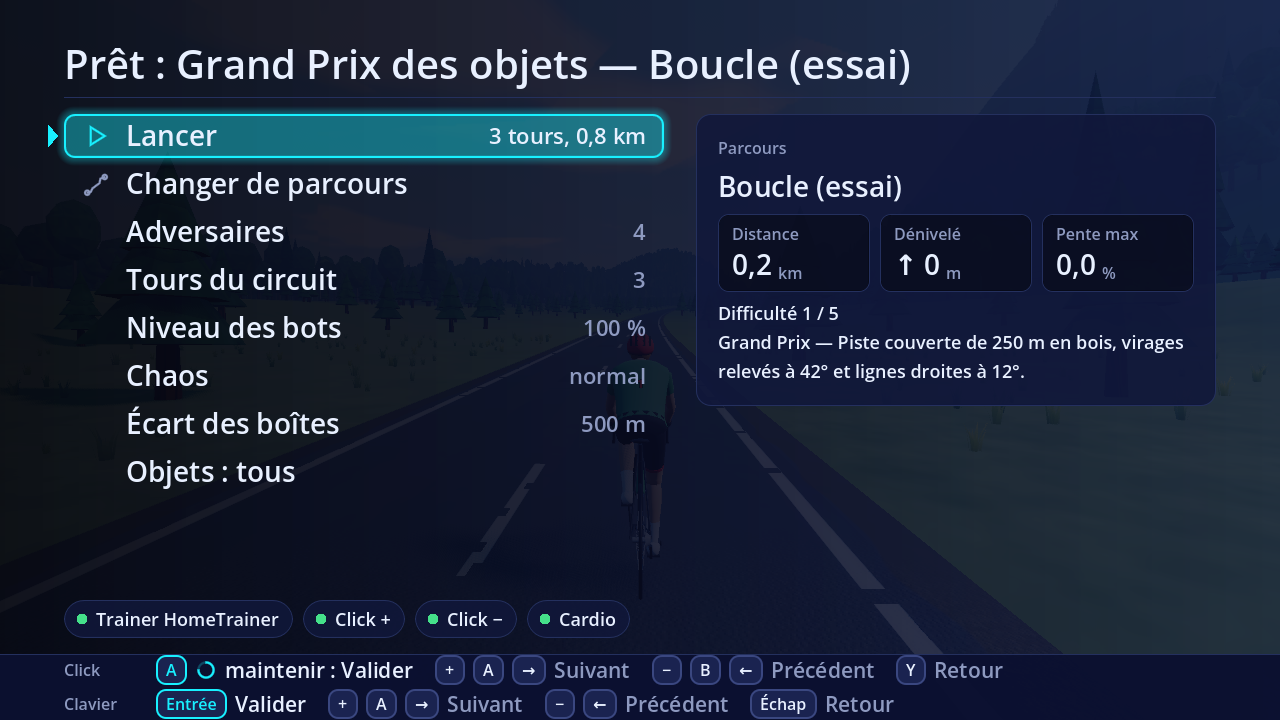 Prêt : Grand Prix des objets — Boucle (essai)
Lancer 3 tours, 0,8 km
Changer de parcours
Adversaires 4
Tours du circuit 3
Niveau des bots 100 %
Chaos normal
Écart des boîtes 500 m
Objets : tous
Parcours
Boucle (essai)
Distance Dénivelé Pente max
0,2 km ↑ 0 m 0,0 %
Difficulté 1 / 5
Grand Prix — Piste couverte de 250 m en bois, virages
relevés à 42° et lignes droites à 12°.
Trainer HomeTrainer Click + Click − Cardio
Click A maintenir : Valider + A → Suivant − B ← Précédent Y Retour
Clavier Entrée Valider + A → Suivant − ← Précédent Échap Retour